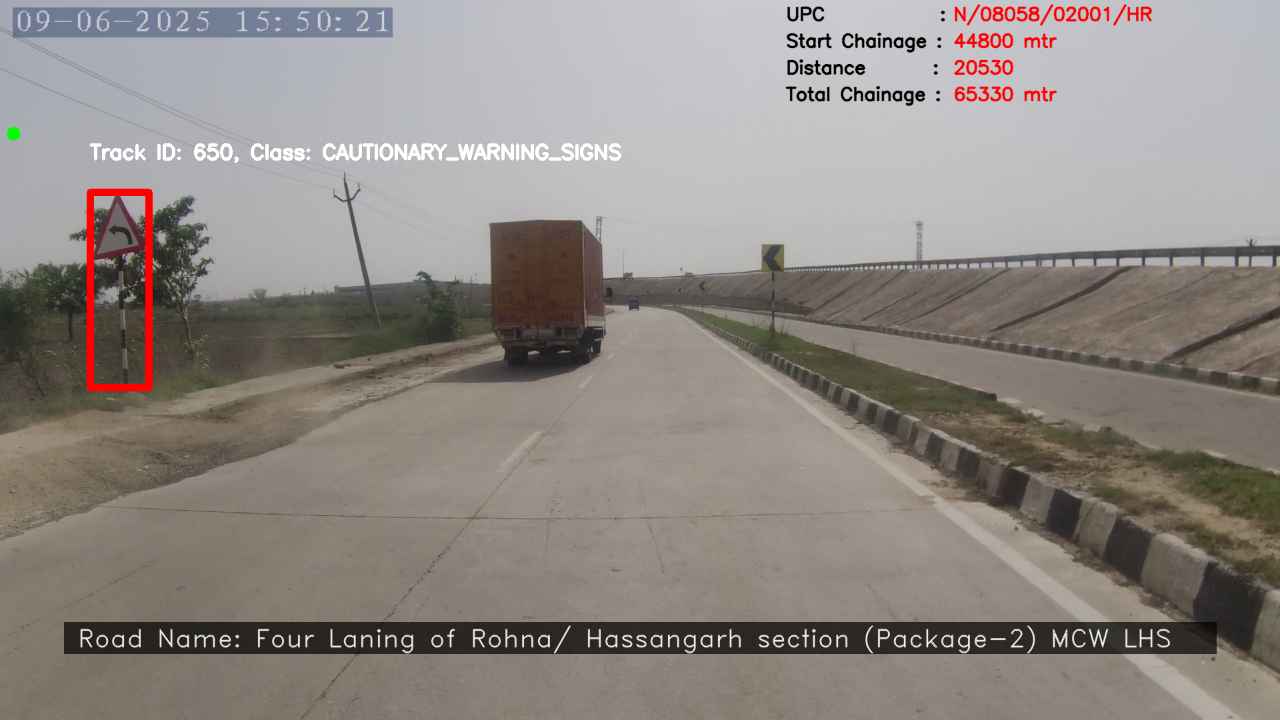 09-06-2025 15:50:21
UPC : N/08058/02001/HR
Start Chainage : 44800 mtr
Distance : 20530
Total Chainage : 65330 mtr
Track ID: 650, Class: CAUTIONARY_WARNING_SIGNS
Road Name: Four Laning of Rohna/ Hassangarh section (Package-2) MCW LHS